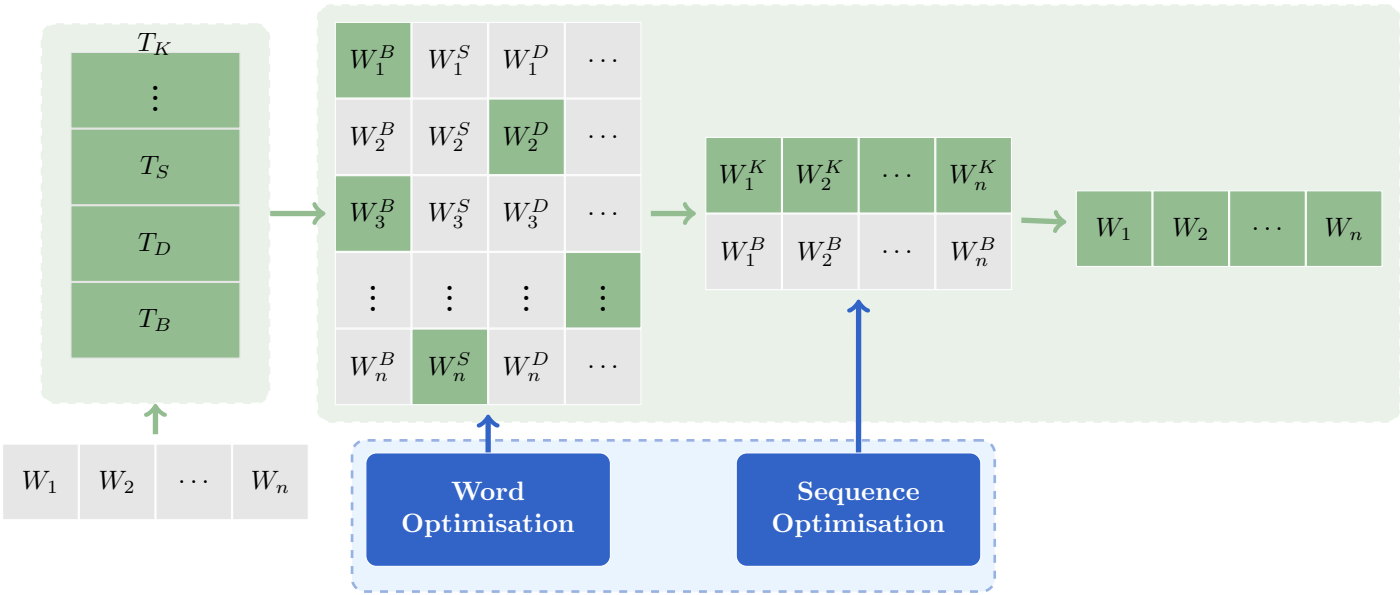 T_K
⋮
T_S
T_D
T_B
W_1 W_2 ⋯ W_n
W_1^B W_1^S W_1^D ⋯
W_2^B W_2^S W_2^D ⋯
W_3^B W_3^S W_3^D ⋯
⋮ ⋮ ⋮ ⋮
W_n^B W_n^S W_n^D ⋯
W_1^K W_2^K ⋯ W_n^K
W_1^B W_2^B ⋯ W_n^B
W_1 W_2 ⋯ W_n
Word
Optimisation
Sequence
Optimisation